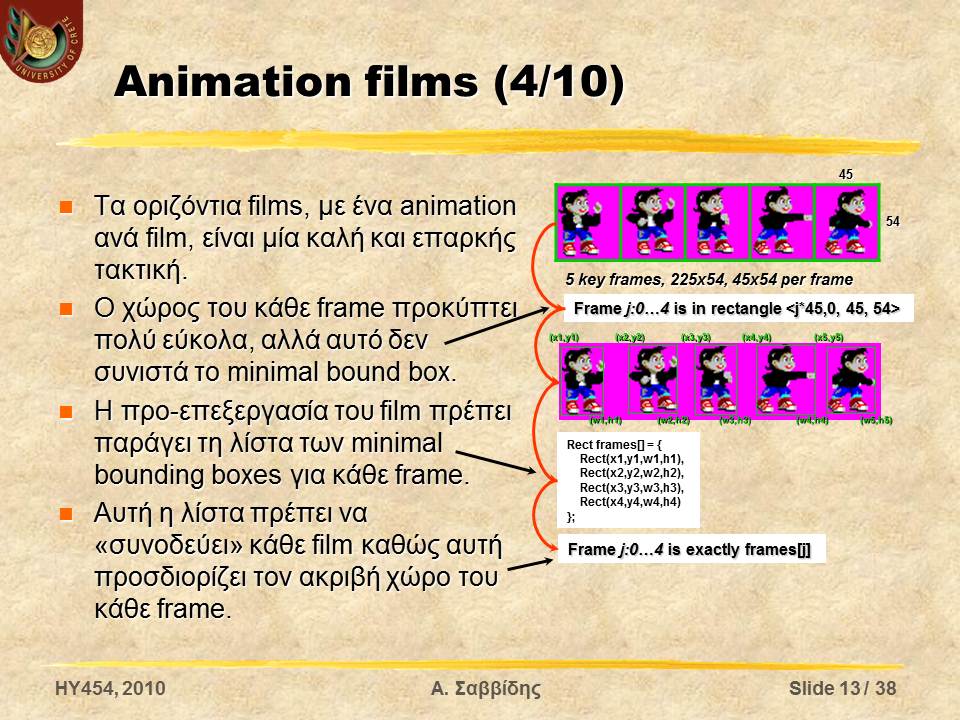 UNIVERSITY OF CRETE
Animation films (4/10)
Τα οριζόντια films, με ένα animation
ανά film, είναι μία καλή και επαρκής
τακτική.
Ο χώρος του κάθε frame προκύπτει
πολύ εύκολα, αλλά αυτό δεν
συνιστά το minimal bound box.
Η προ-επεξεργασία του film πρέπει
παράγει τη λίστα των minimal
bounding boxes για κάθε frame.
Αυτή η λίστα πρέπει να
«συνοδεύει» κάθε film καθώς αυτή
προσδιορίζει τον ακριβή χώρο του
κάθε frame.
45
54
5 key frames, 225x54, 45x54 per frame
Frame j:0…4 is in rectangle <j*45,0, 45, 54>
(x1,y1) (x2,y2) (x3,y3) (x4,y4) (x5,y5)
(w1,h1) (w2,h2) (w3,h3) (w4,h4) (w5,h5)
Rect frames[] = {
Rect(x1,y1,w1,h1),
Rect(x2,y2,w2,h2),
Rect(x3,y3,w3,h3),
Rect(x4,y4,w4,h4)
};
Frame j:0…4 is exactly frames[j]
HY454, 2010
Α. Σαββίδης
Slide 13 / 38